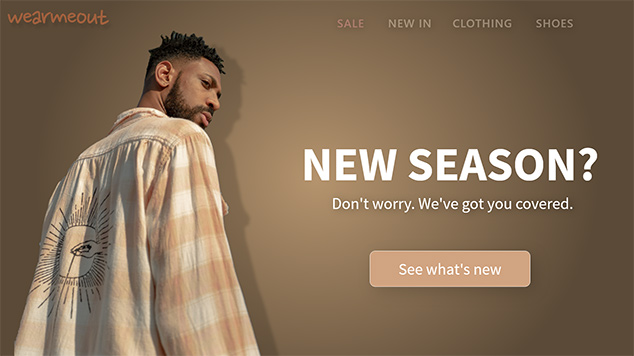 wearmeout
SALE NEW IN CLOTHING SHOES
NEW SEASON?
Don't worry. We've got you covered.
See what's new